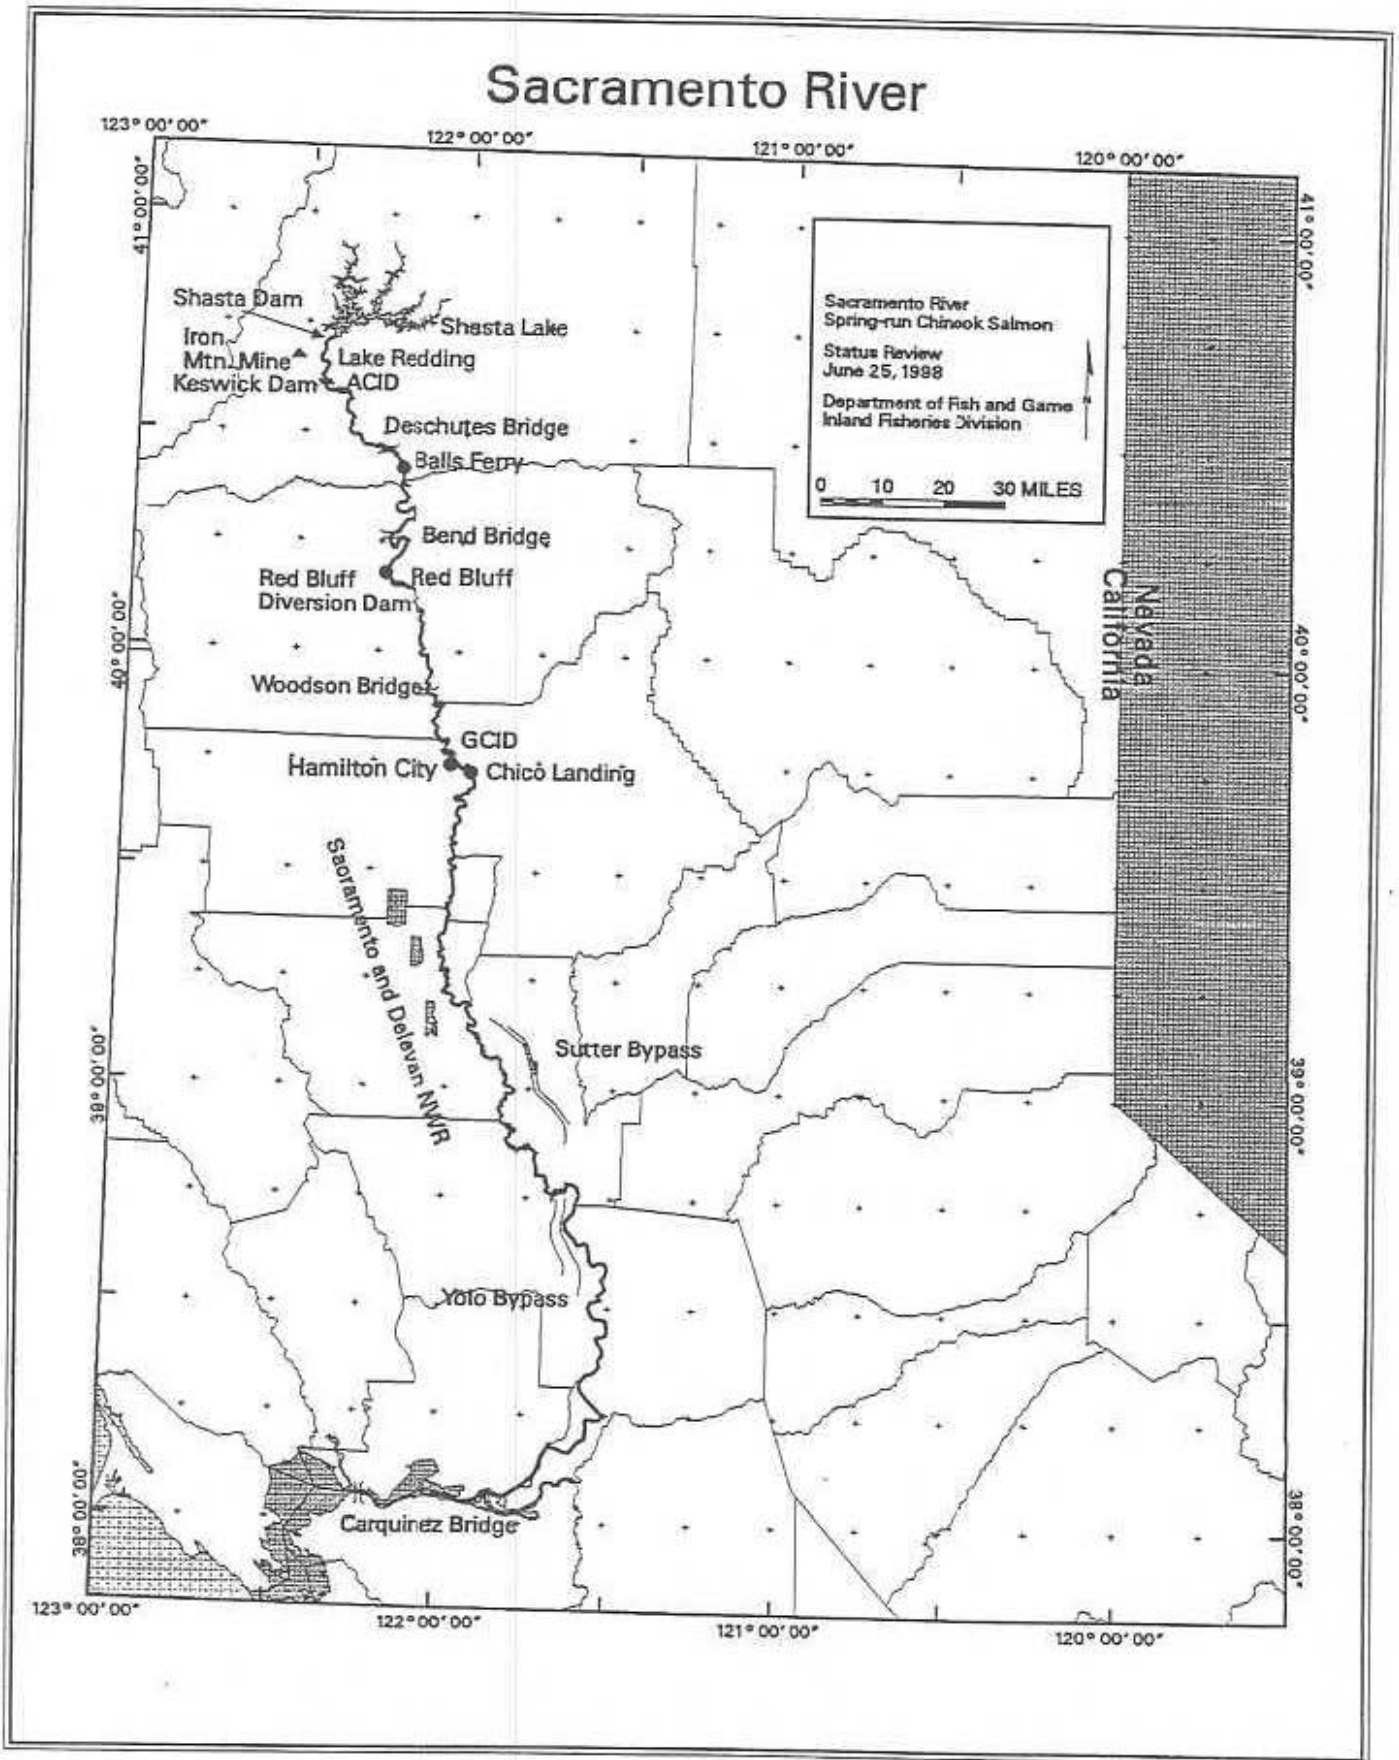 Sacramento River
123° 00' 00"
122° 00' 00"
121° 00' 00"
120° 00' 00"
41° 00' 00"
41° 00' 00"
Sacramento River
Spring-run Chinook Salmon
Status Review
June 25, 1998
Department of Fish and Game
Inland Fisheries Division
N
0 10 20 30 MILES
Shasta Dam
Shasta Lake
Iron
Mtn. Mine
Lake Redding
Keswick Dam
ACID
Deschutes Bridge
Balls Ferry
Bend Bridge
Red Bluff
Diversion Dam
Red Bluff
Nevada
California
40° 00' 00"
40° 00' 00"
Woodson Bridge
GCID
Hamilton City
Chico Landing
Sacramento and Delevan NWR
Sutter Bypass
39° 00' 00"
39° 00' 00"
Yolo Bypass
38° 00' 00"
38° 00' 00"
Carquinez Bridge
123° 00' 00"
122° 00' 00"
121° 00' 00"
120° 00' 00"